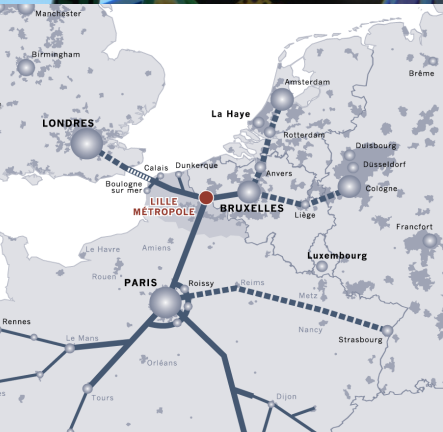 Manchester
Birmingham
Brême
Amsterdam
LONDRES
La Haye
Rotterdam
Duisburg
Düsseldorf
Calais
Dunkerque
Anvers
Boulogne
sur mer
Cologne
LILLE
MÉTROPOLE
BRUXELLES
Liège
Francfort
Le Havre
Amiens
Luxembourg
Rouen
PARIS
Roissy
Reims
Metz
Rennes
Nancy
Le Mans
Strasbourg
Orléans
Tours
Dijon